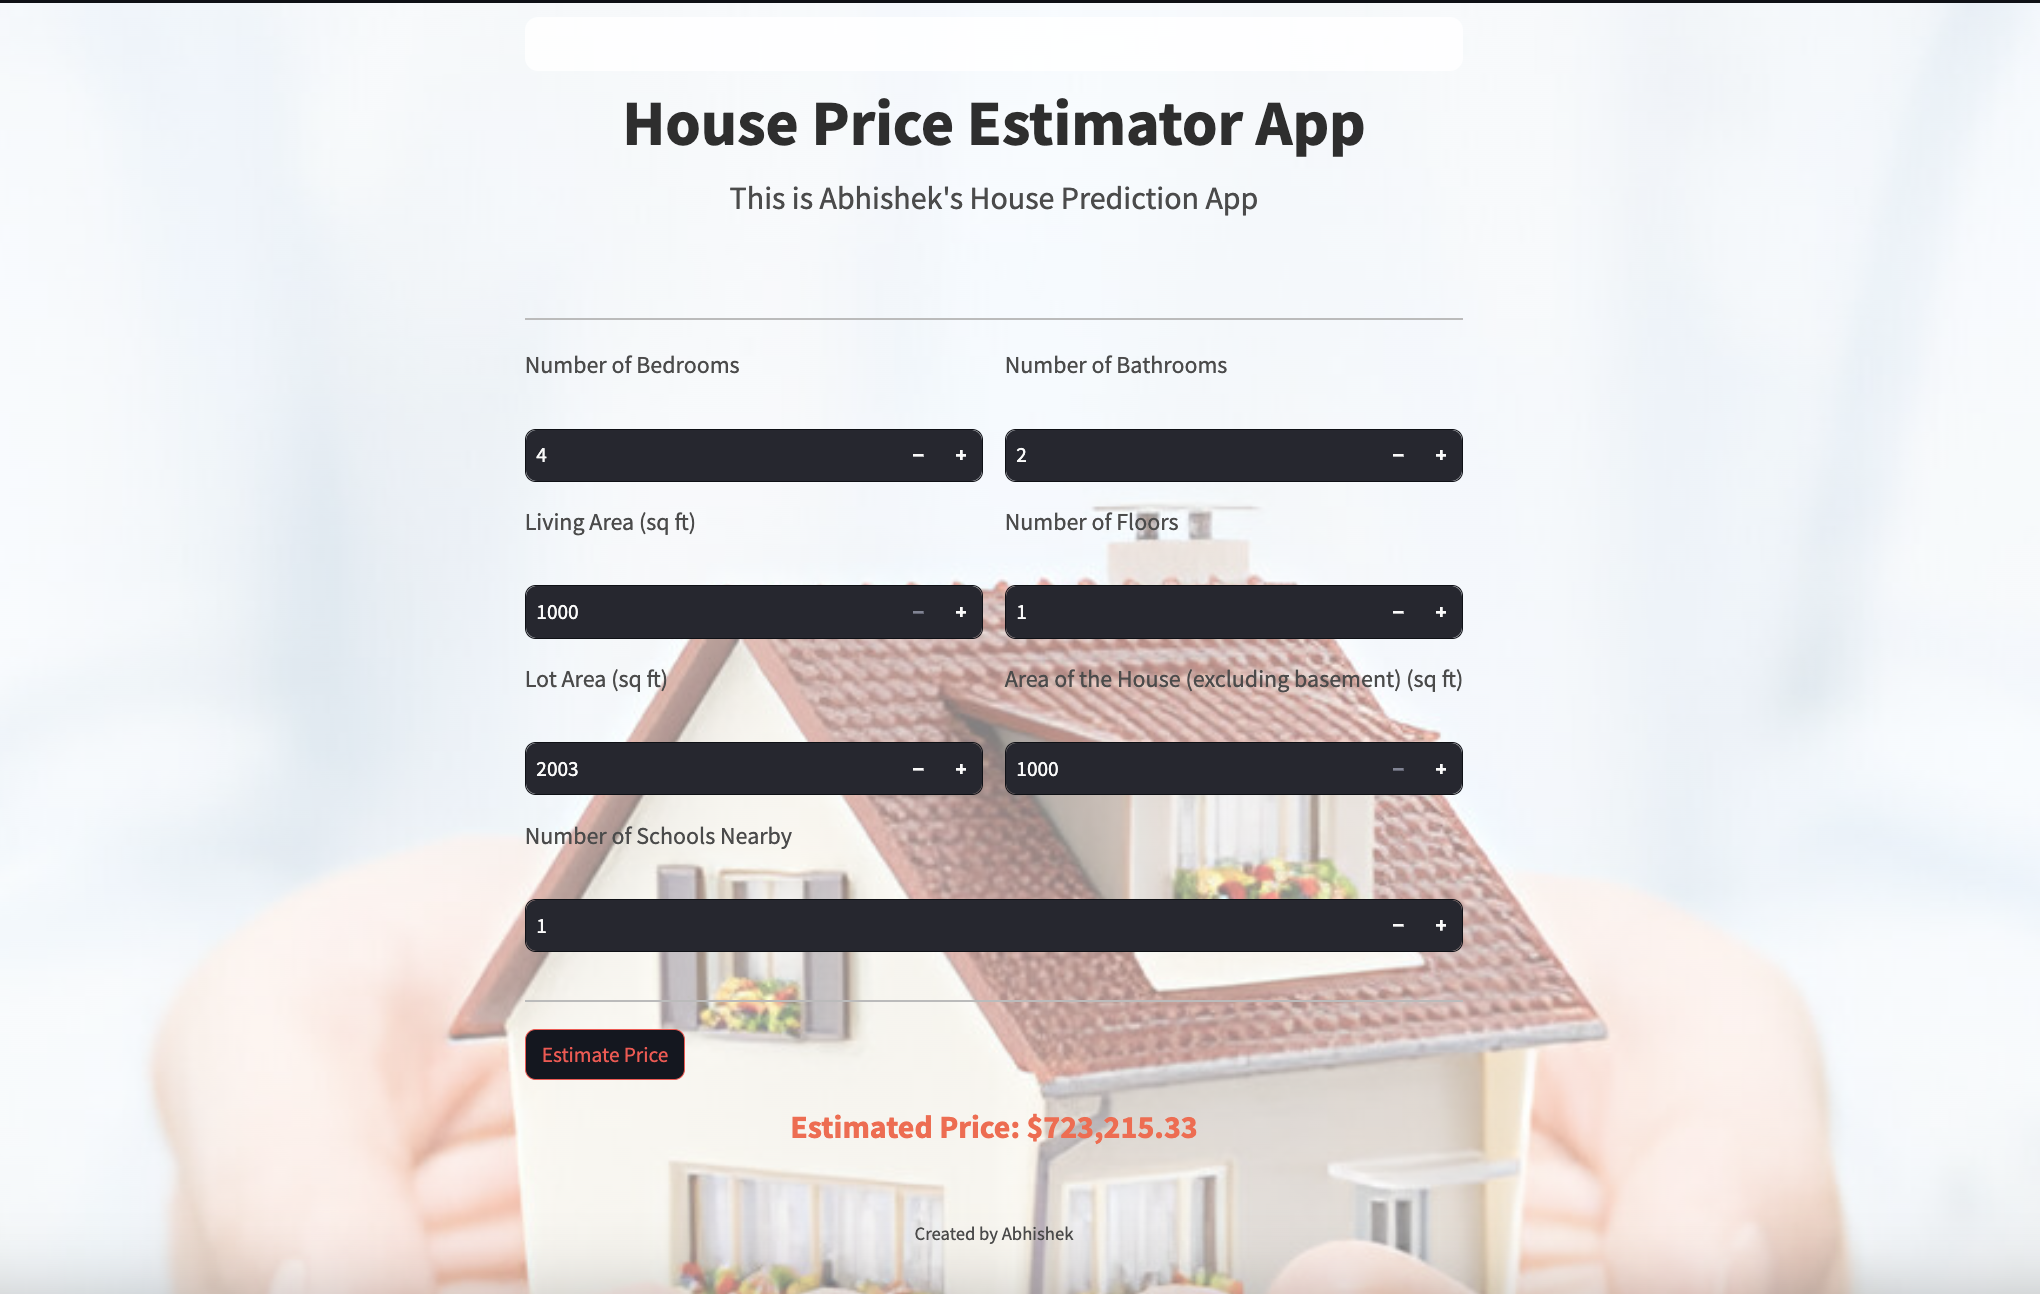 House Price Estimator App
This is Abhishek's House Prediction App
Number of Bedrooms
Number of Bathrooms
4 − +
2 − +
Living Area (sq ft)
Number of Floors
1000 − +
1 − +
Lot Area (sq ft)
Area of the House (excluding basement) (sq ft)
2003 − +
1000 − +
Number of Schools Nearby
1 − +
Estimate Price
Estimated Price: $723,215.33
Created by Abhishek